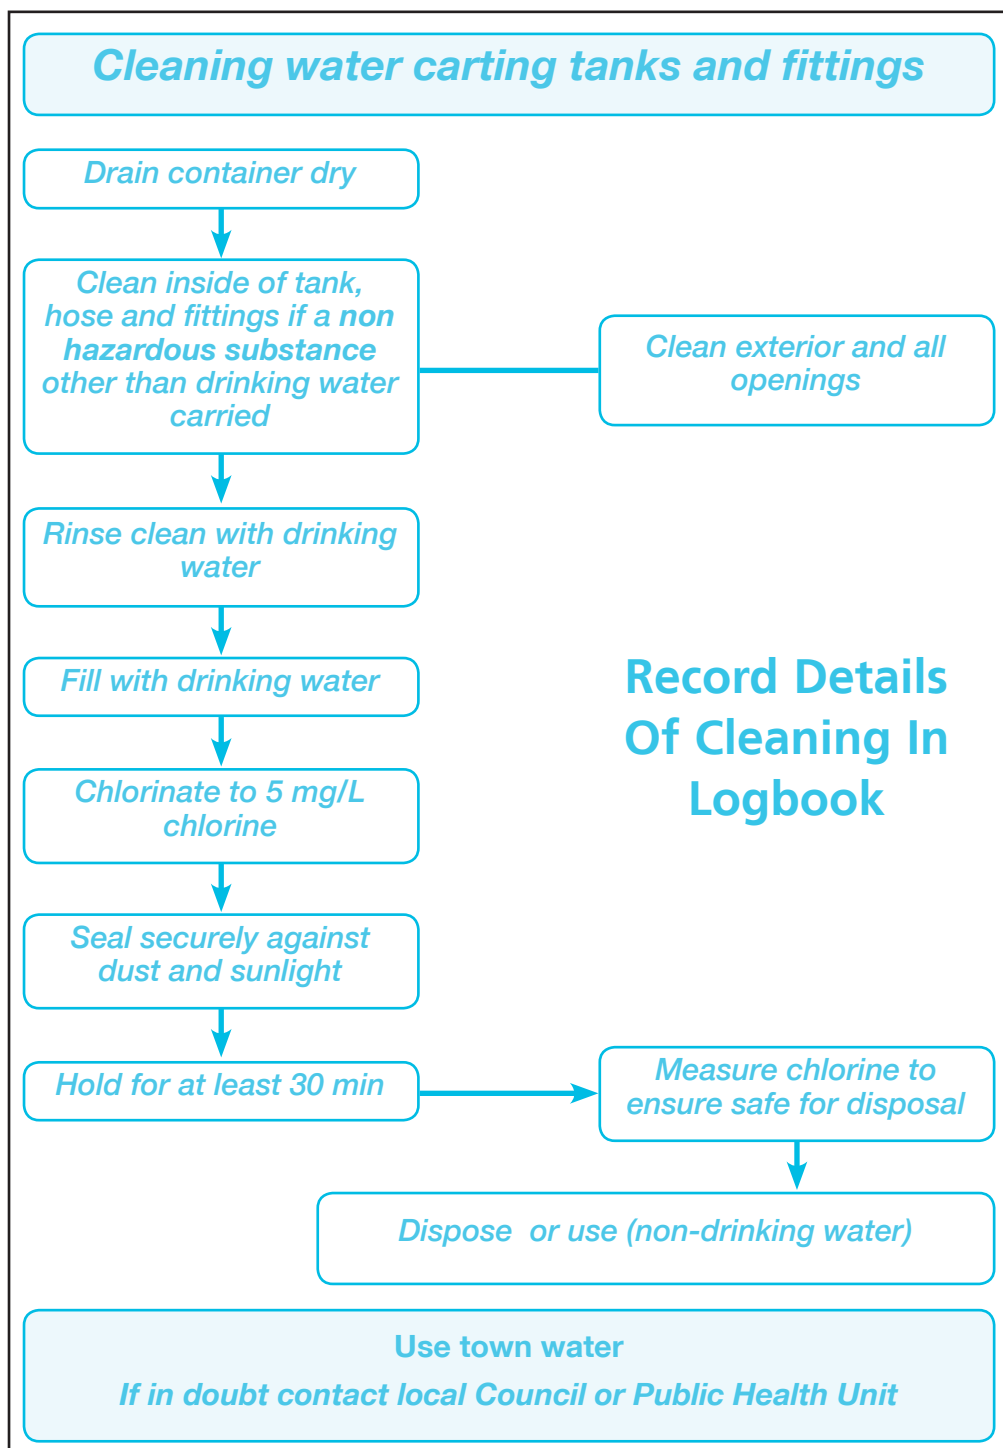 Cleaning water carting tanks and fittings
Drain container dry
Clean inside of tank,
hose and fittings if a non
hazardous substance
other than drinking water
carried
Clean exterior and all
openings
Rinse clean with drinking
water
Fill with drinking water
Record Details
Of Cleaning In
Logbook
Chlorinate to 5 mg/L
chlorine
Seal securely against
dust and sunlight
Hold for at least 30 min
Measure chlorine to
ensure safe for disposal
Dispose or use (non-drinking water)
Use town water
If in doubt contact local Council or Public Health Unit